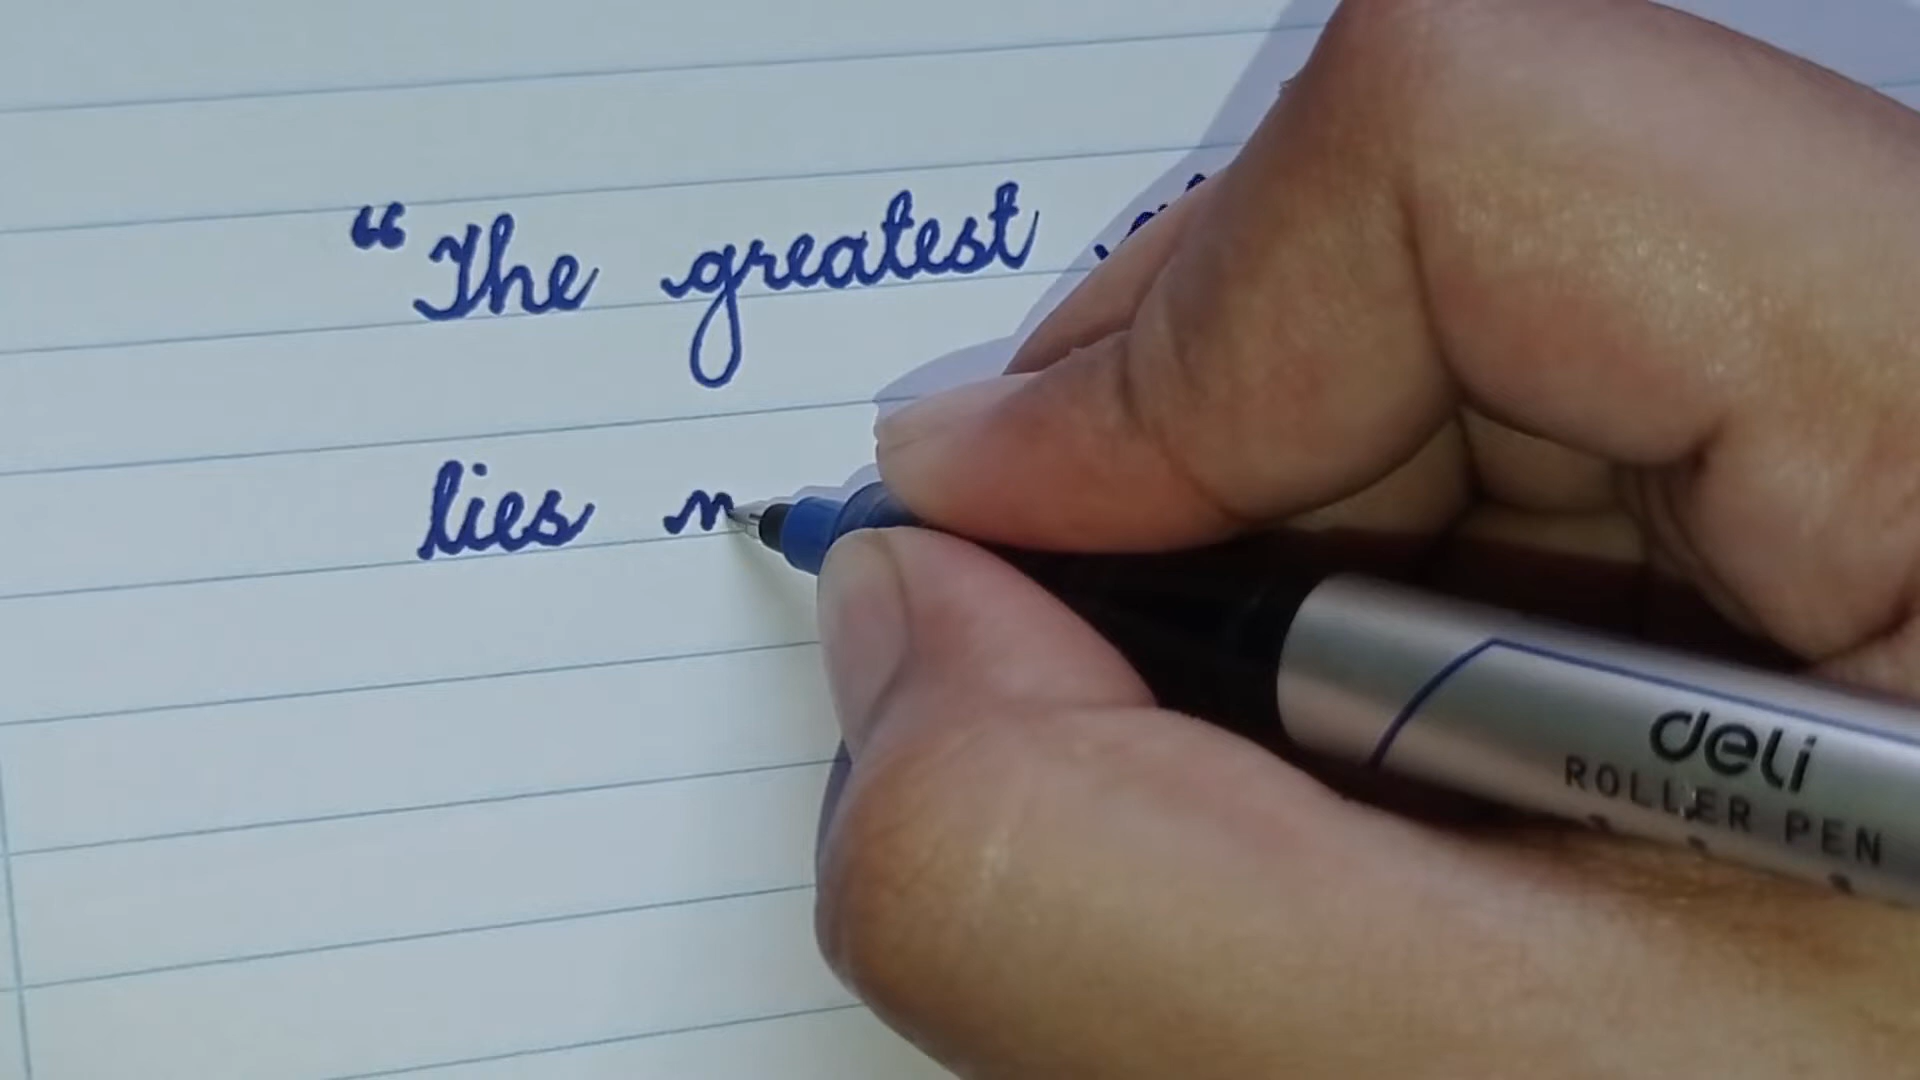 “The greatest
lies
deli
ROLLER PEN